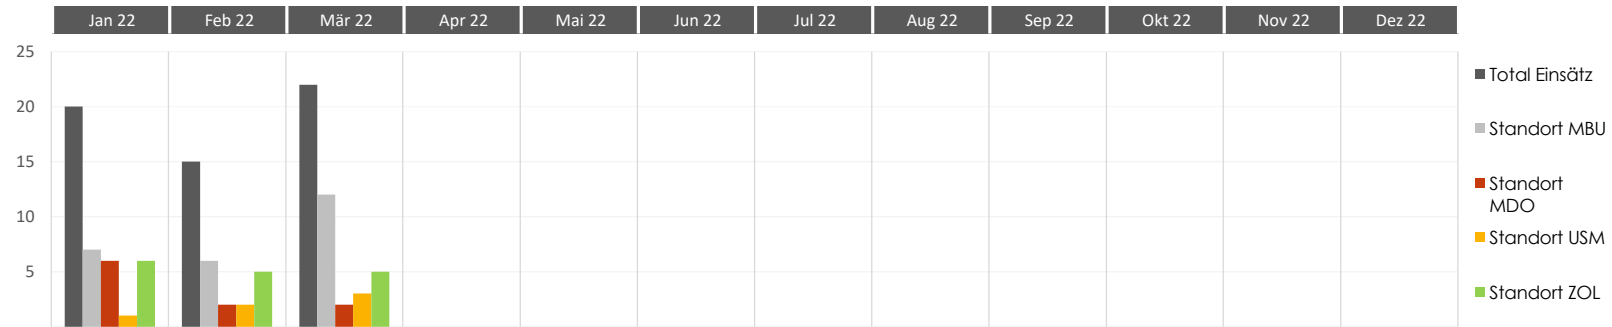 Jan 22 Feb 22 Mär 22 Apr 22 Mai 22 Jun 22 Jul 22 Aug 22 Sep 22 Okt 22 Nov 22 Dez 22
25
20
15
10
5
Total Einsätz
Standort MBU
Standort
MDO
Standort USM
Standort ZOL